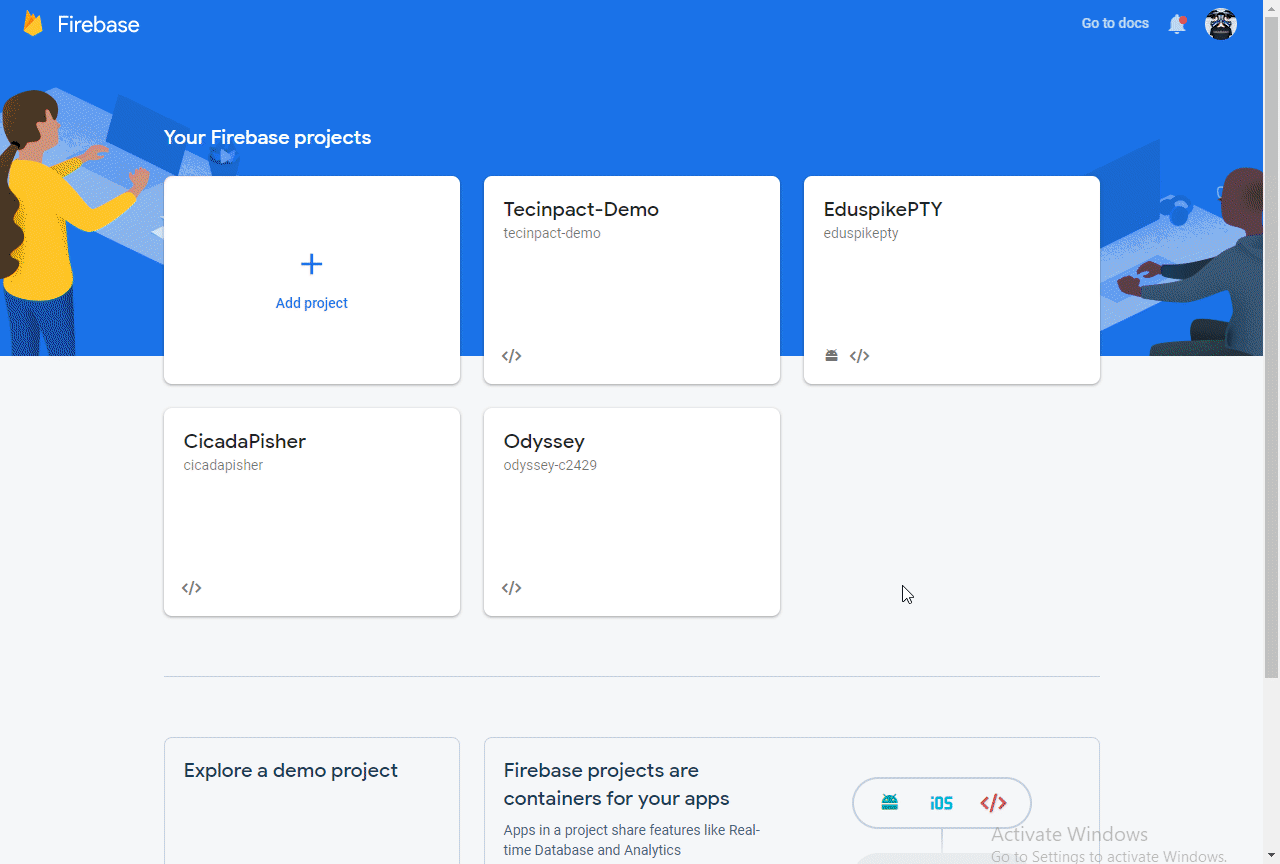 Firebase
Go to docs
Your Firebase projects
Add project
Tecinpact-Demo
tecinpact-demo
EduspikePTY
eduspikepty
CicadaPisher
cicadapisher
Odyssey
odyssey-c2429
Explore a demo project
Firebase projects are
containers for your apps
Apps in a project share features like Real-
time Database and Analytics
iOS
Activate Windows
Go to Settings to activate Windows.